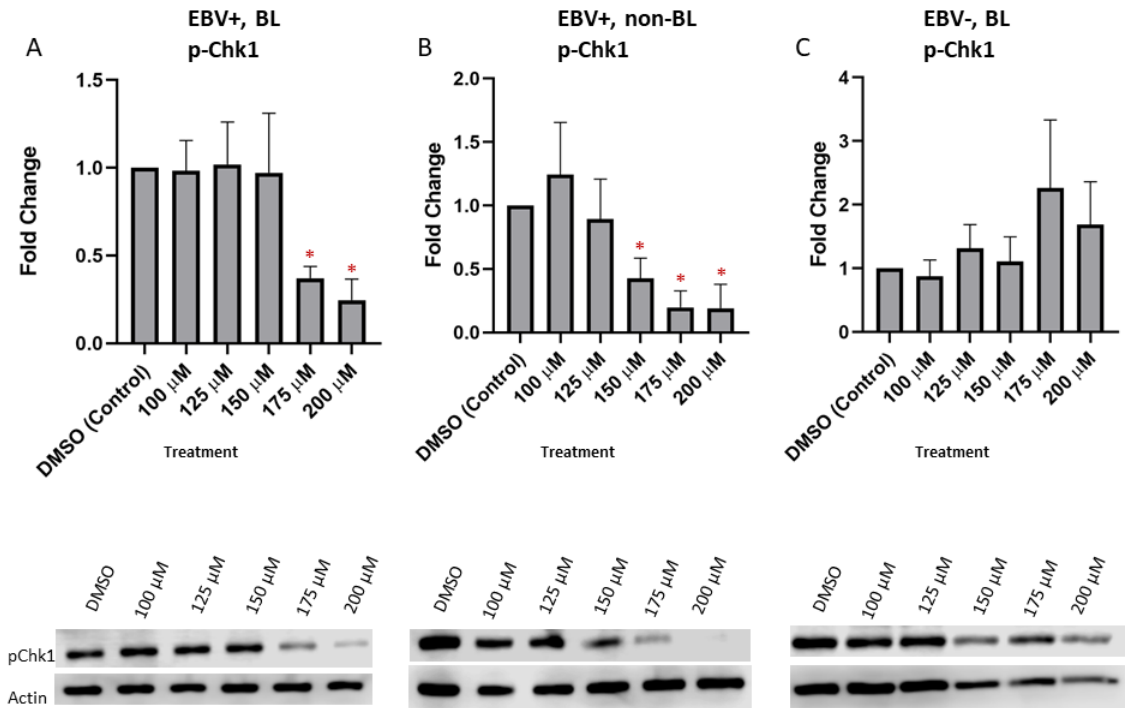 A
EBV+, BL
p-Chk1
Fold Change
1.5
1.0
0.5
0.0
*
*
DMSO (Control)
100 μM
125 μM
150 μM
175 μM
200 μM
Treatment
B
EBV+, non-BL
p-Chk1
Fold Change
2.0
1.5
1.0
0.5
0.0
*
*
*
DMSO (Control)
100 μM
125 μM
150 μM
175 μM
200 μM
Treatment
C
EBV-, BL
p-Chk1
Fold Change
4
3
2
1
0
DMSO (Control)
100 μM
125 μM
150 μM
175 μM
200 μM
Treatment
DMSO
100 μM
125 μM
150 μM
175 μM
200 μM
DMSO
100 μM
125 μM
150 μM
175 μM
200 μM
DMSO
100 μM
125 μM
150 μM
175 μM
200 μM
pChk1
Actin